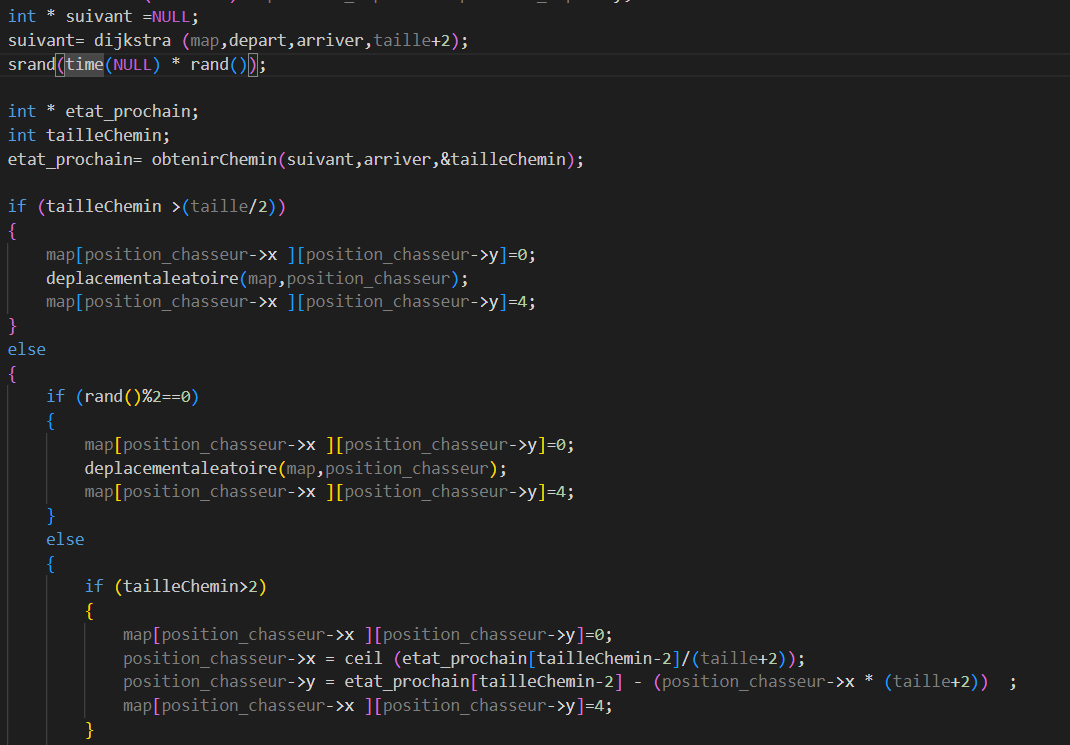 int * suivant =NULL;
suivant= dijkstra (map,depart,arriver,taille+2);
srand(time(NULL) * rand());
int * etat_prochain;
int tailleChemin;
etat_prochain= obtenirChemin(suivant,arriver,&tailleChemin);
if (tailleChemin >(taille/2))
{
map[position_chasseur->x ][position_chasseur->y]=0;
deplacementaleatoire(map,position_chasseur);
map[position_chasseur->x ][position_chasseur->y]=4;
}
else
{
if (rand()%2==0)
{
map[position_chasseur->x ][position_chasseur->y]=0;
deplacementaleatoire(map,position_chasseur);
map[position_chasseur->x ][position_chasseur->y]=4;
}
else
{
if (tailleChemin>2)
{
map[position_chasseur->x ][position_chasseur->y]=0;
position_chasseur->x = ceil (etat_prochain[tailleChemin-2]/(taille+2));
position_chasseur->y = etat_prochain[tailleChemin-2] - (position_chasseur->x * (taille+2))  ;
map[position_chasseur->x ][position_chasseur->y]=4;
}